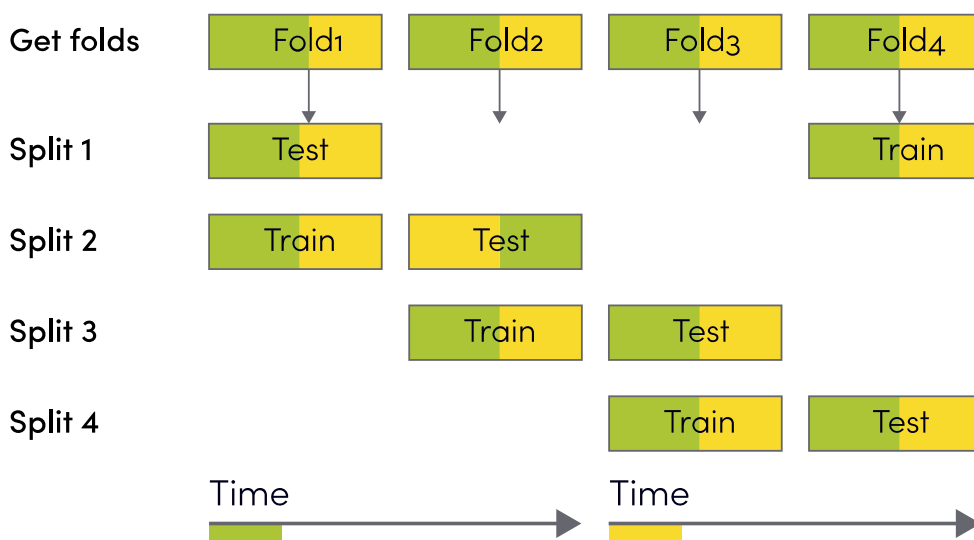 Get folds Fold1 Fold2 Fold3 Fold4
Split 1 Test Train
Split 2 Train Test
Split 3 Train Test
Split 4 Train Test
Time Time